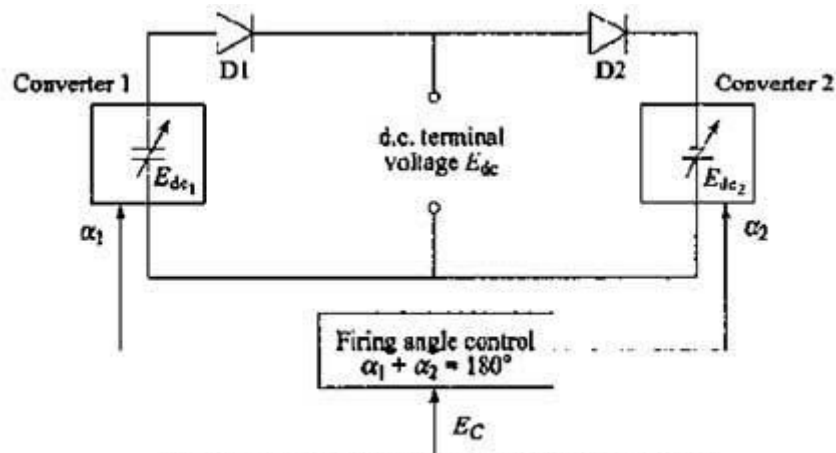 D1
D2
Converter 1
Converter 2
d.c. terminal
voltage E_dc
E_dc₁
E_dc₂
α₁
α₂
Firing angle control
α₁ + α₂ = 180°
E_C